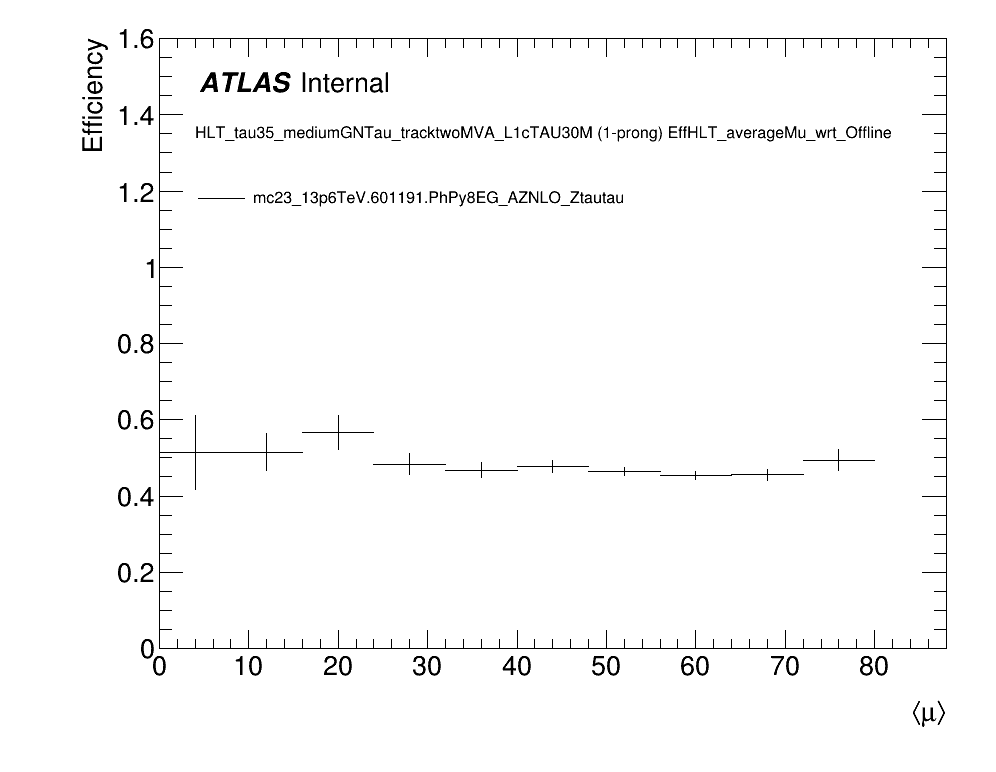 Efficiency
1.6
ATLAS Internal
1.4
HLT_tau35_mediumGNTau_tracktwoMVA_L1cTAU30M (1-prong) EffHLT_averageMu_wrt_Offline
1.2
mc23_13p6TeV.601191.PhPy8EG_AZNLO_Ztautau
1
0.8
0.6
0.4
0.2
0
0 10 20 30 40 50 60 70 80
⟨μ⟩